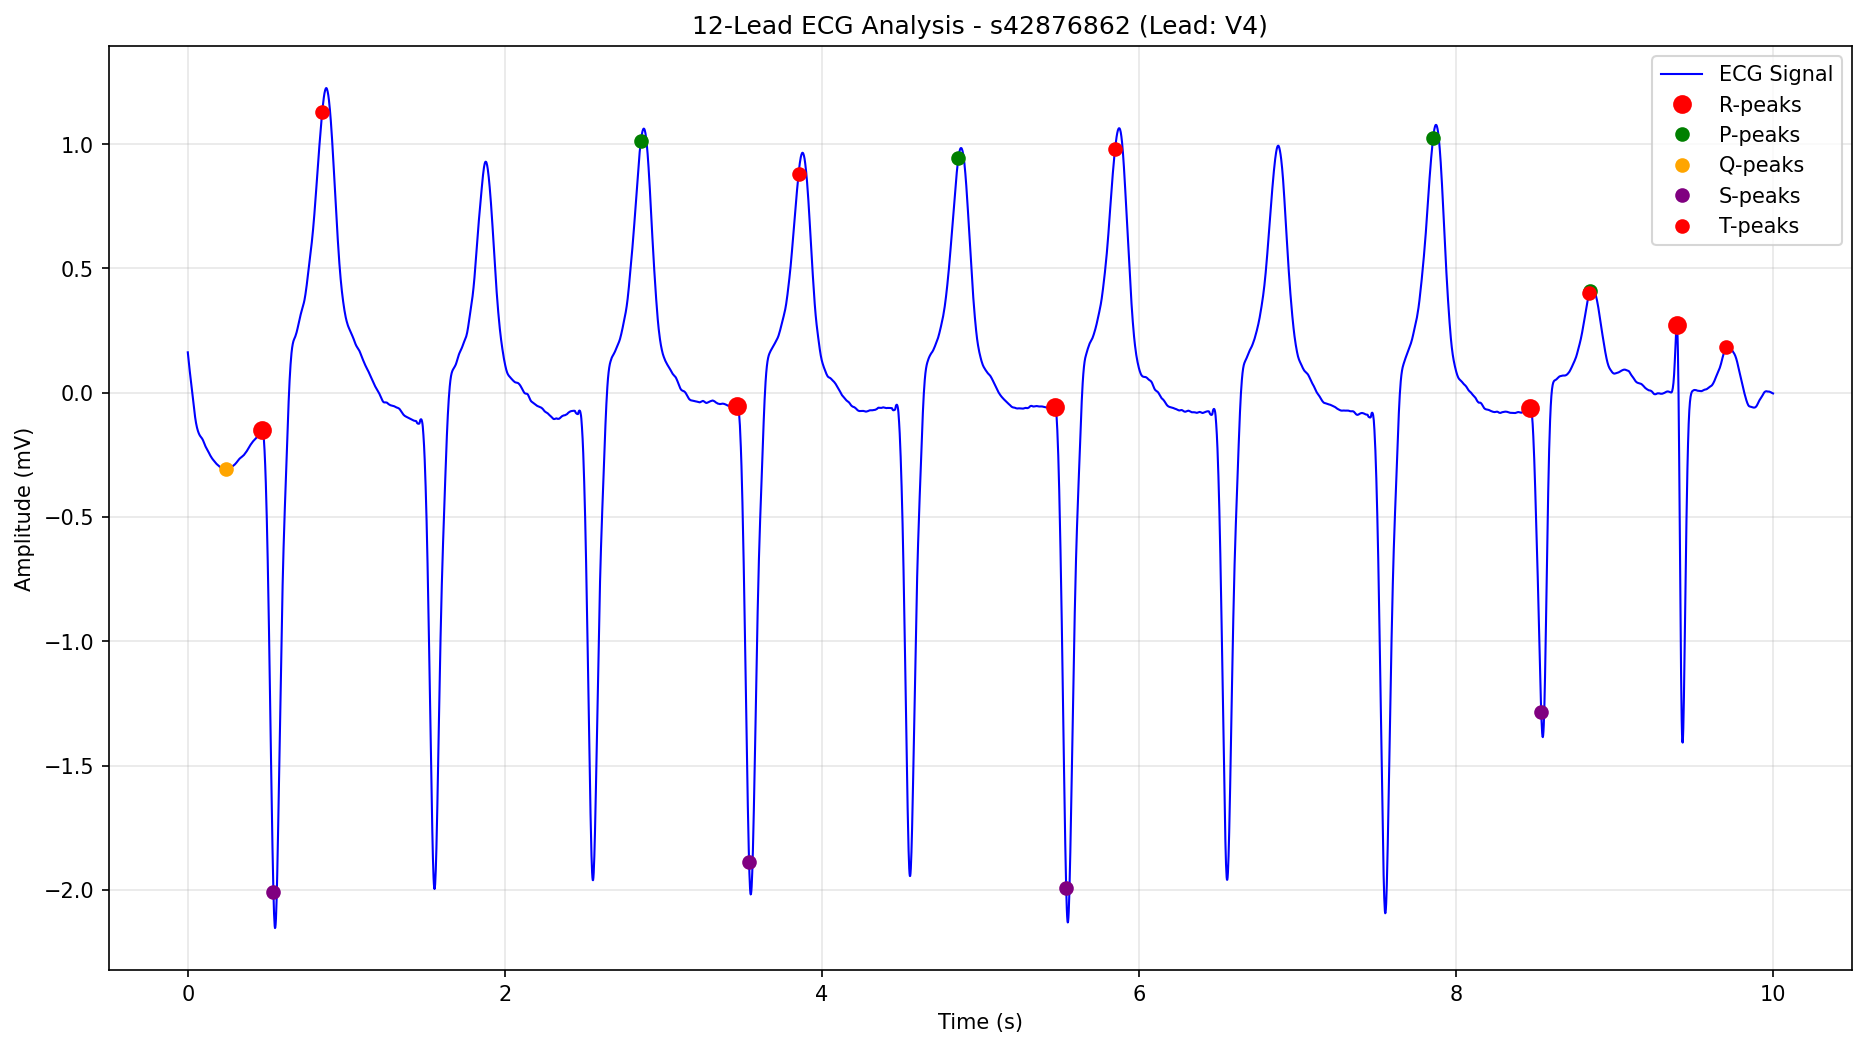 12-Lead ECG Analysis - s42876862 (Lead: V4)
ECG Signal
R-peaks
P-peaks
Q-peaks
S-peaks
T-peaks
Amplitude (mV)
1.0
0.5
0.0
−0.5
−1.0
−1.5
−2.0
0 2 4 6 8 10
Time (s)